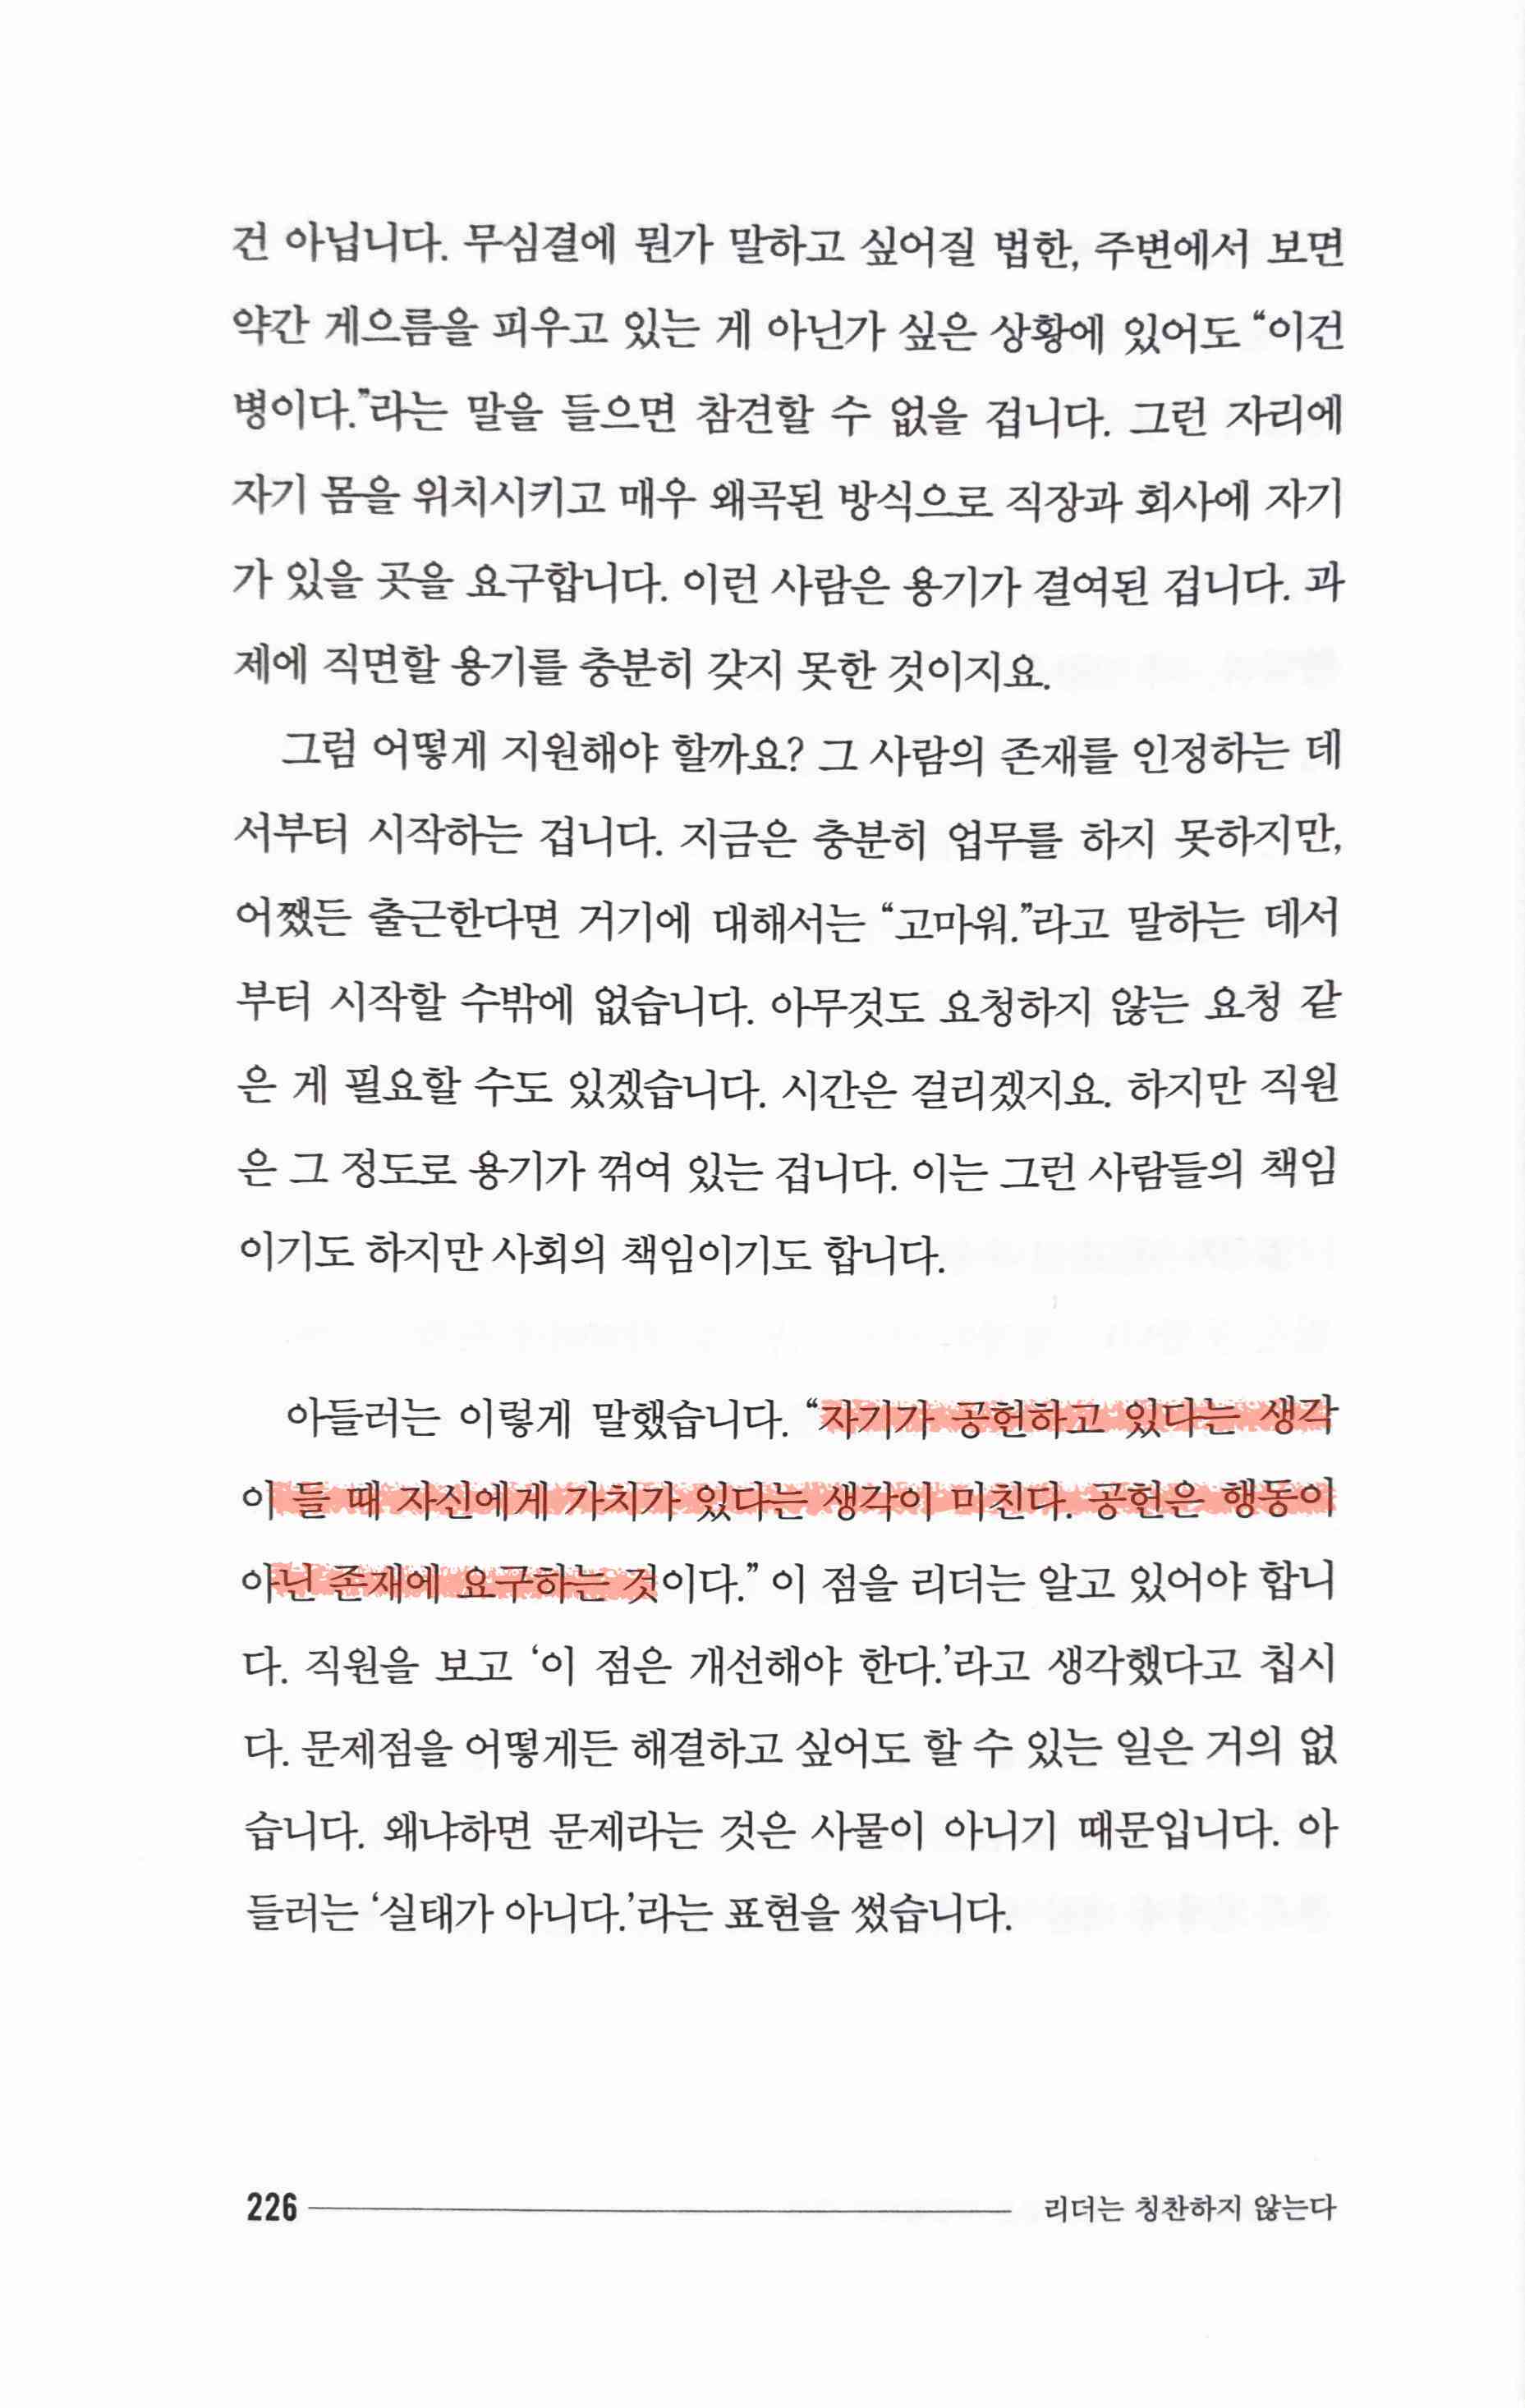 건 아닙니다. 무심결에 뭔가 말하고 싶어질 법한, 주변에서 보면
약간 게으름을 피우고 있는 게 아닌가 싶은 상황에 있어도 “이건
병이다.”라는 말을 들으면 참견할 수 없을 겁니다. 그런 자리에
자기 몸을 위치시키고 매우 왜곡된 방식으로 직장과 회사에 자기
가 있을 곳을 요구합니다. 이런 사람은 용기가 결여된 겁니다. 과
제에 직면할 용기를 충분히 갖지 못한 것이지요.
그럼 어떻게 지원해야 할까요? 그 사람의 존재를 인정하는 데
서부터 시작하는 겁니다. 지금은 충분히 업무를 하지 못하지만,
어쨌든 출근한다면 거기에 대해서는 “고마워.”라고 말하는 데서
부터 시작할 수밖에 없습니다. 아무것도 요청하지 않는 요청 같
은 게 필요할 수도 있겠습니다. 시간은 걸리겠지요. 하지만 직원
은 그 정도로 용기가 꺾여 있는 겁니다. 이는 그런 사람들의 책임
이기도 하지만 사회의 책임이기도 합니다.
아들러는 이렇게 말했습니다. “자기가 공헌하고 있다는 생각
이 들 때 자신에게 가치가 있다는 생각이 미친다. 공헌은 행동이
아닌 존재에 요구하는 것이다.” 이 점을 리더는 알고 있어야 합니
다. 직원을 보고 ‘이 점은 개선해야 한다.’라고 생각했다고 칩시
다. 문제점을 어떻게든 해결하고 싶어도 할 수 있는 일은 거의 없
습니다. 왜냐하면 문제라는 것은 사물이 아니기 때문입니다. 아
들러는 ‘실태가 아니다.’라는 표현을 썼습니다.
226 리더는 칭찬하지 않는다